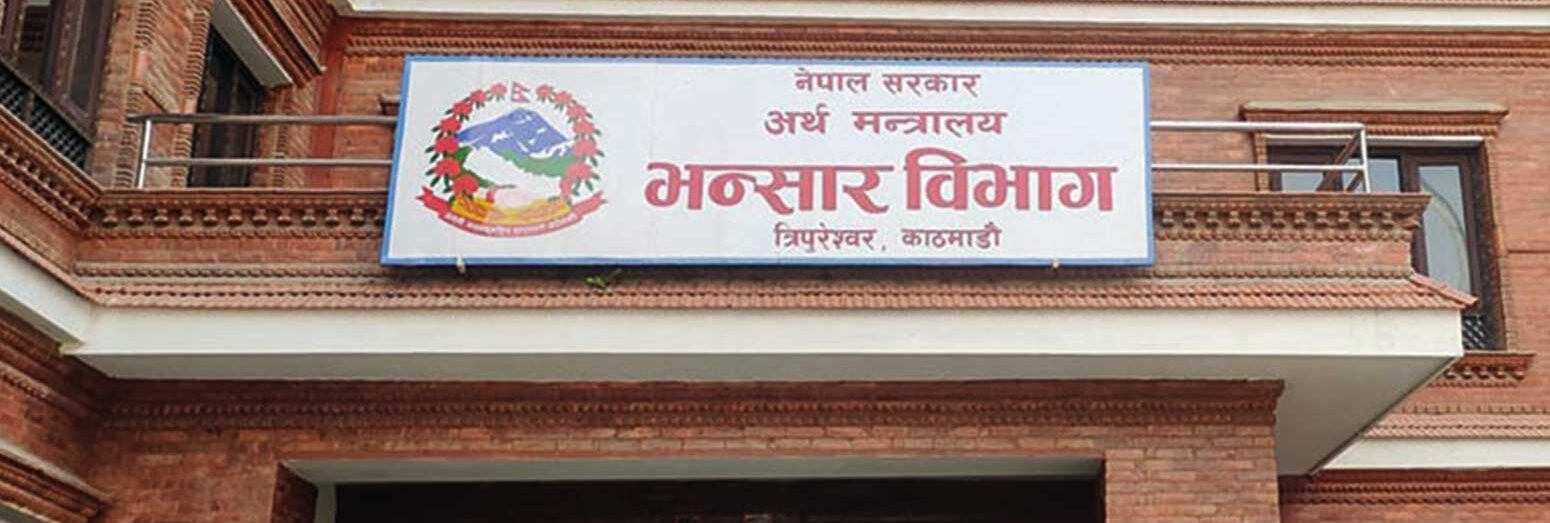 नेपाल सरकार
अर्थ मन्त्रालय
भन्सार विभाग
त्रिपुरेश्वर, काठमाडौ